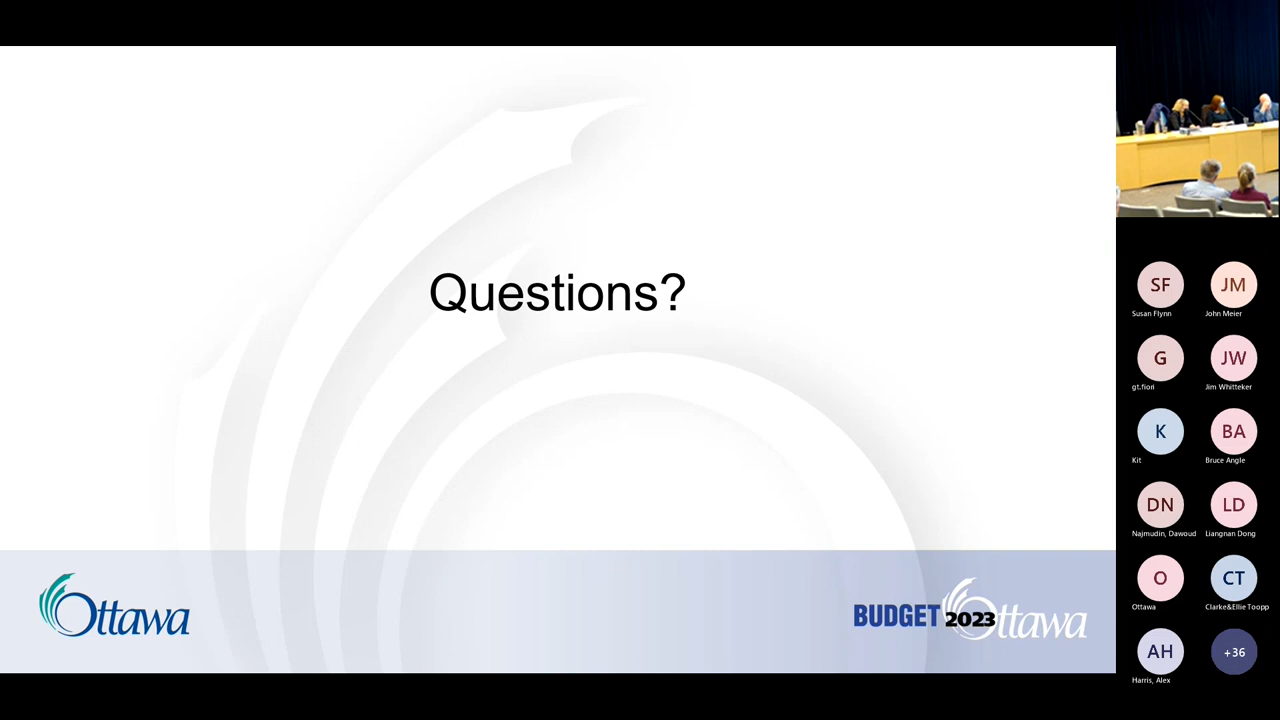 Questions?
Ottawa
BUDGET 2023 Ottawa
SF
Susan Flynn
JM
John Meier
G
gt.fiori
JW
Jim Whitteker
K
Kit
BA
Bruce Angle
DN
Najmudin, Dawoud
LD
Liangnan Dong
O
Ottawa
CT
Clarke&Ellie Toopp
AH
Harris, Alex
+36